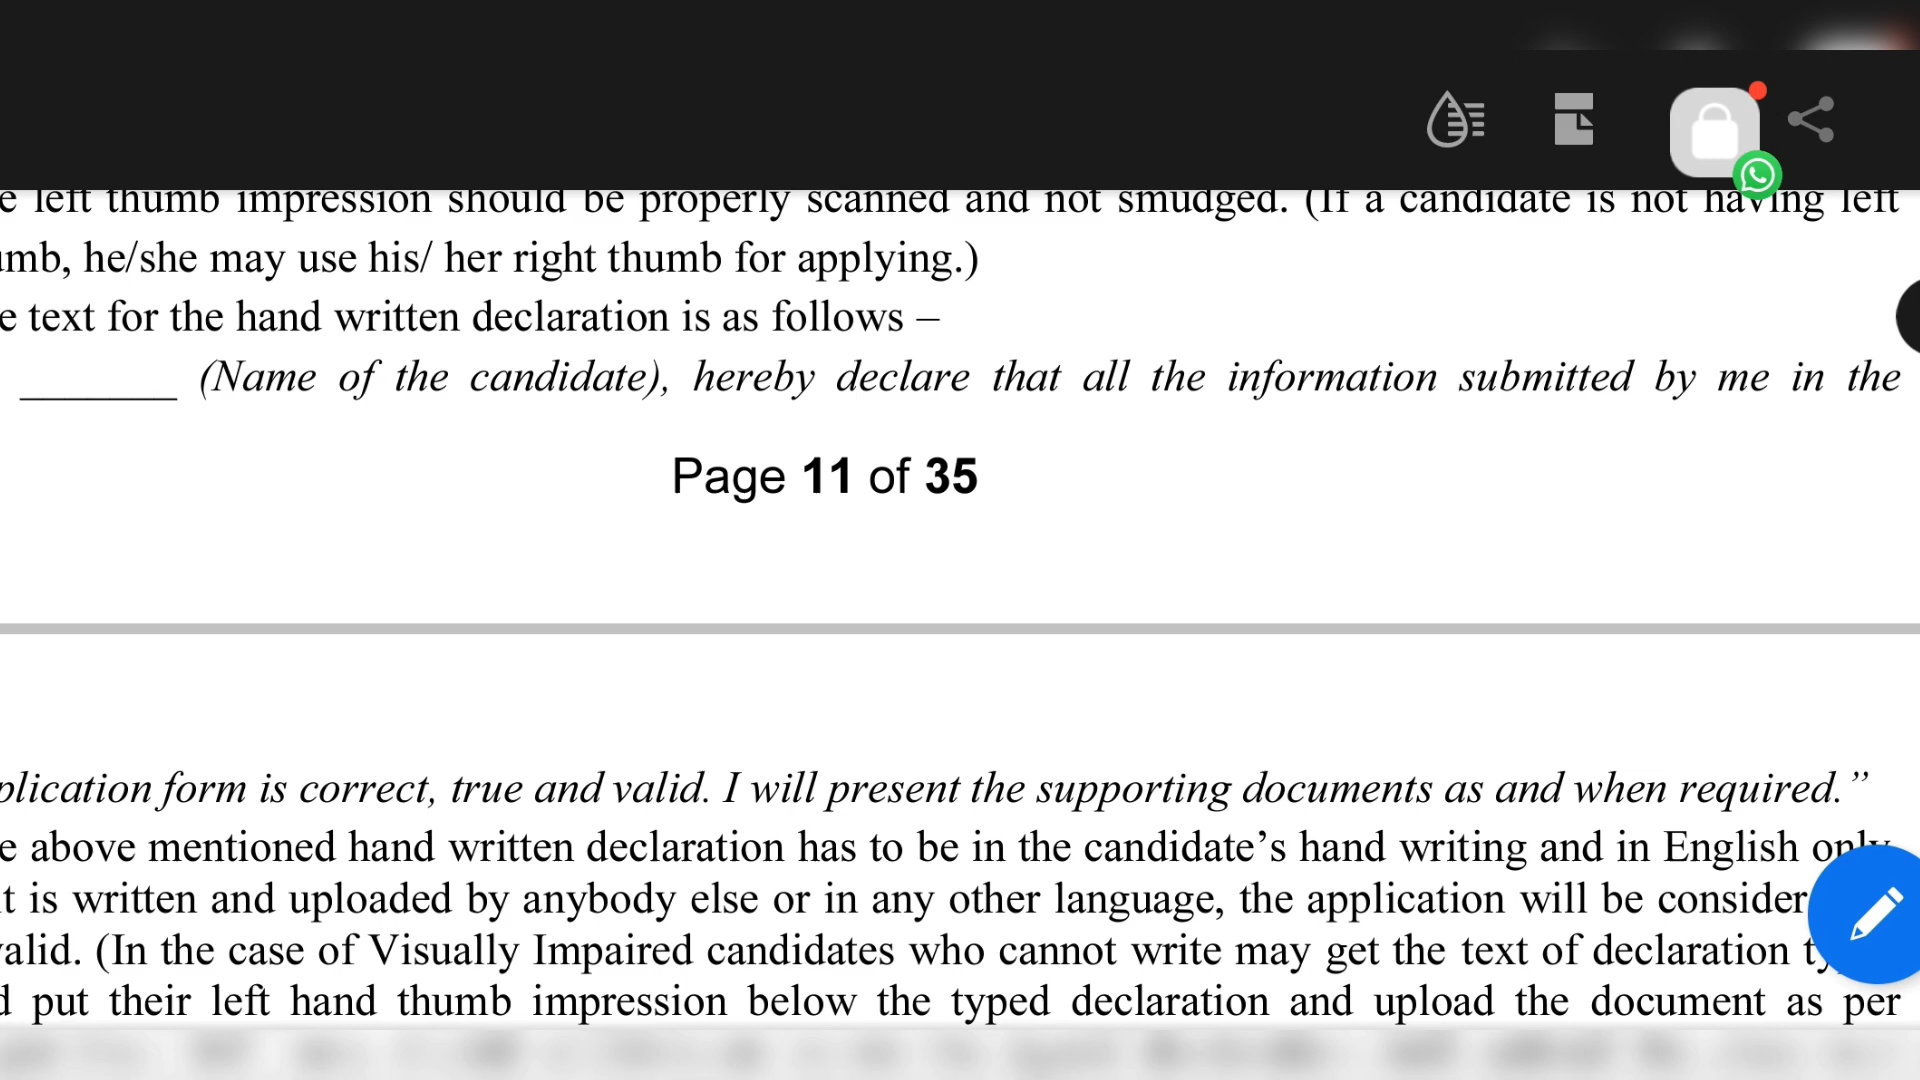 e left thumb impression should be properly scanned and not smudged. (If a candidate is not having left
umb, he/she may use his/ her right thumb for applying.)
e text for the hand written declaration is as follows –
_______ (Name of the candidate), hereby declare that all the information submitted by me in the
Page 11 of 35
plication form is correct, true and valid. I will present the supporting documents as and when required.”
e above mentioned hand written declaration has to be in the candidate’s hand writing and in English only.
t is written and uploaded by anybody else or in any other language, the application will be consider
alid. (In the case of Visually Impaired candidates who cannot write may get the text of declaration
d put their left hand thumb impression below the typed declaration and upload the document as per